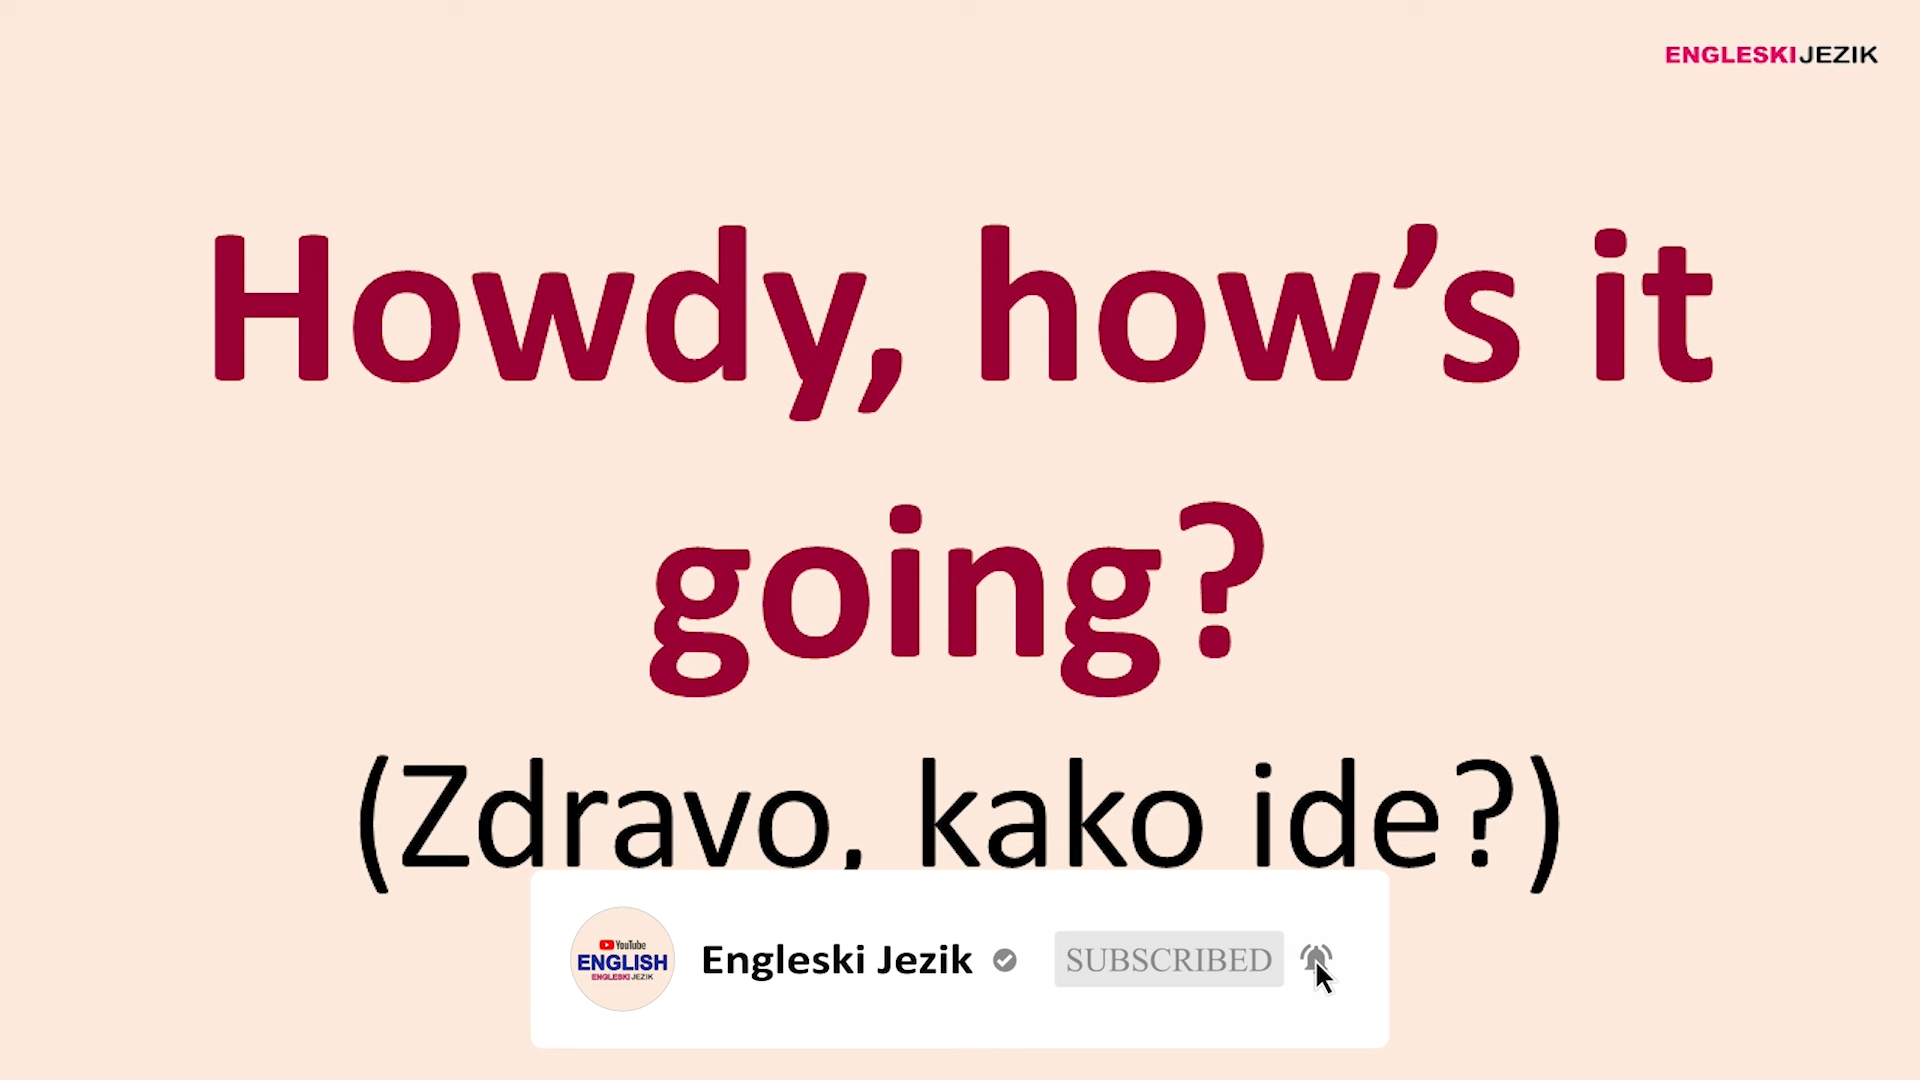 ENGLESKIJEZIK
Howdy, how’s it
going?
(Zdravo, kako ide?)
YouTube
ENGLISH
ENGLESKI JEZIK
Engleski Jezik
SUBSCRIBED